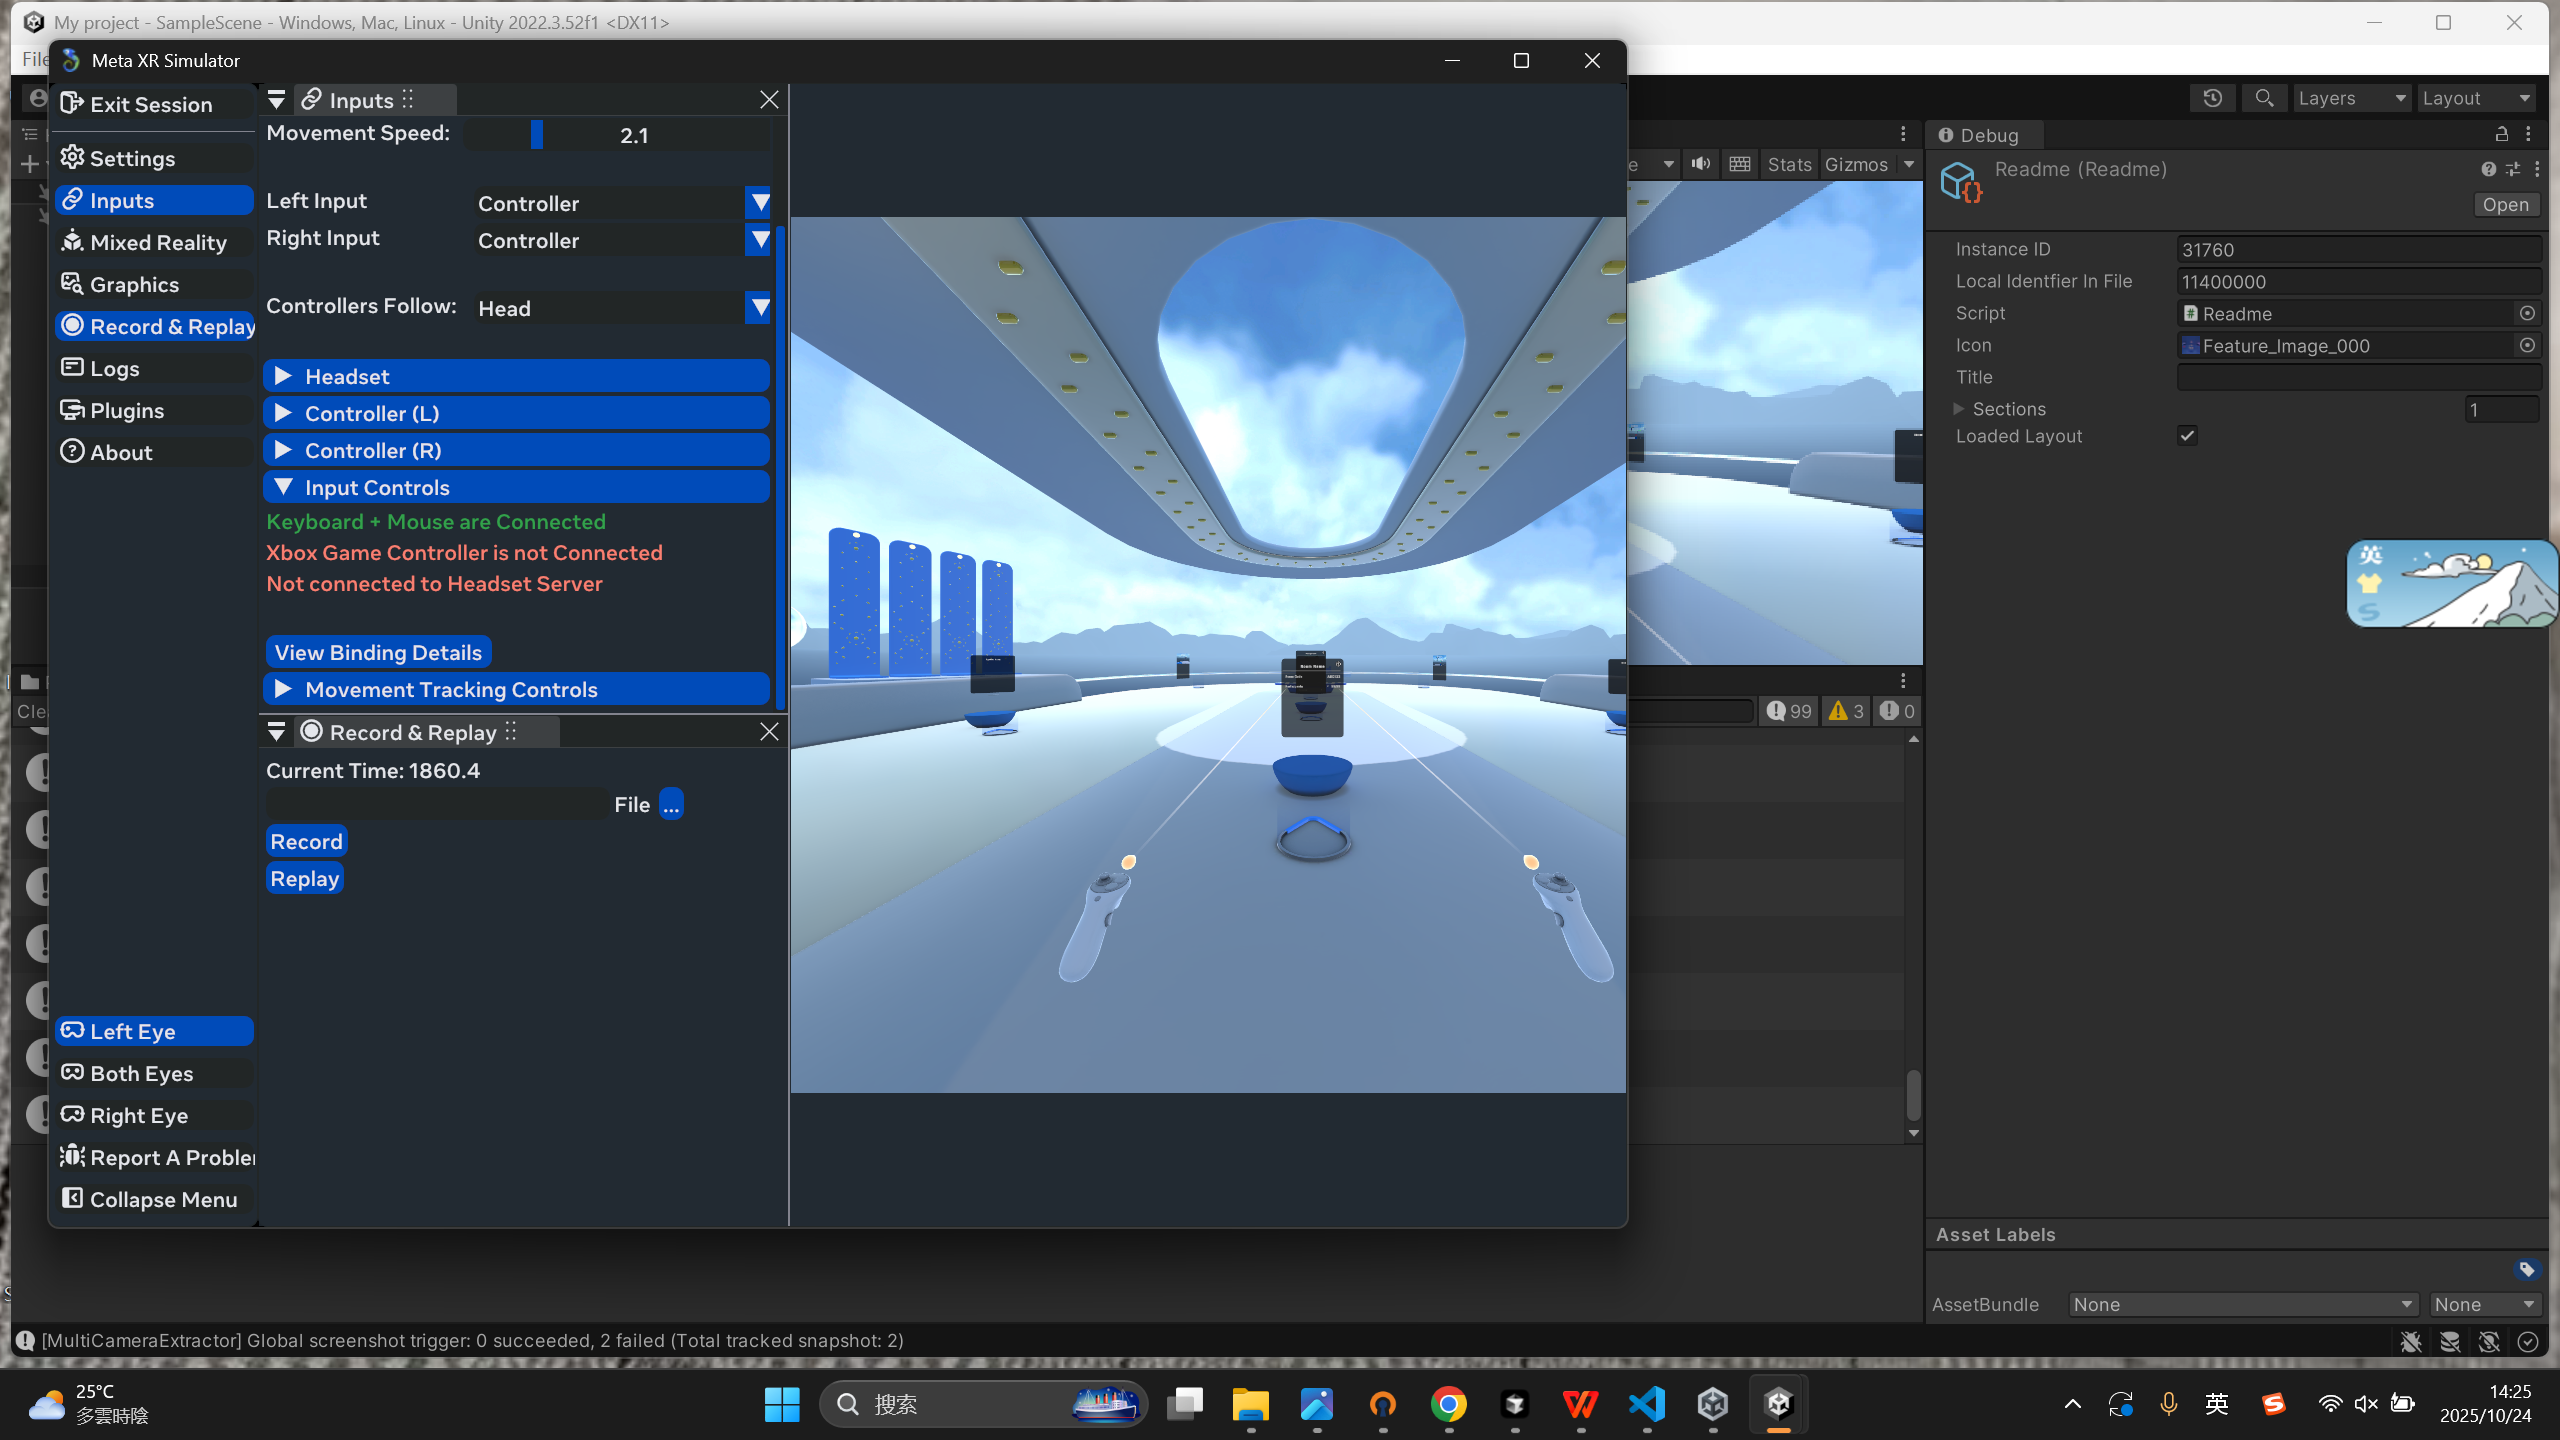 My project - SampleScene - Windows, Mac, Linux - Unity 2022.3.52f1 <DX11>
File
Meta XR Simulator
Exit Session
Settings
Inputs
Mixed Reality
Graphics
Record & Replay
Logs
Plugins
About
Left Eye
Both Eyes
Right Eye
Report A Probler
Collapse Menu
Inputs
Movement Speed: 2.1
Left Input Controller
Right Input Controller
Controllers Follow: Head
Headset
Controller (L)
Controller (R)
Input Controls
Keyboard + Mouse are Connected
Xbox Game Controller is not Connected
Not connected to Headset Server
View Binding Details
Movement Tracking Controls
Record & Replay
Current Time: 1860.4
File ...
Record
Replay
Layers Layout
e Stats Gizmos
Cle
99 3 0
Debug
Readme (Readme)
Open
Instance ID 31760
Local Identfier In File 11400000
Script Readme
Icon Feature_Image_000
Title
Sections 1
Loaded Layout
英
S
Asset Labels
AssetBundle None None
[MultiCameraExtractor] Global screenshot trigger: 0 succeeded, 2 failed (Total tracked snapshot: 2)
25°C
多雲時陰
搜索
英
14:25
2025/10/24